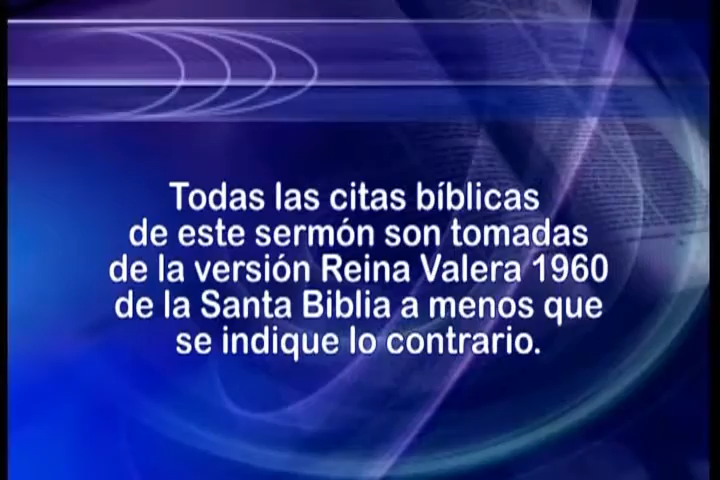 Todas las citas bíblicas
de este sermón son tomadas
de la versión Reina Valera 1960
de la Santa Biblia a menos que
se indique lo contrario.